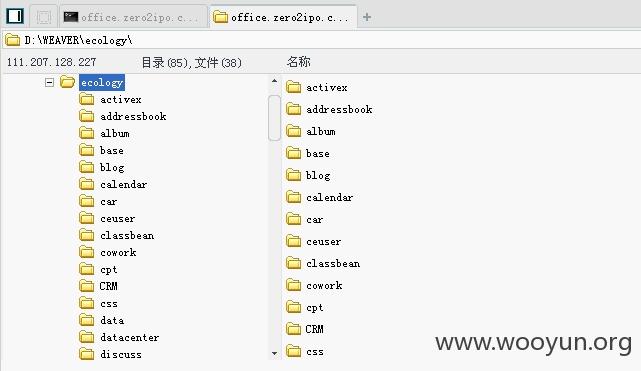 office.zero2ipo.c... office.zero2ipo.c... +
D:\WEAVER\ecology\
111.207.128.227 目录(85),文件(38) 名称
ecology
activex
addressbook
album
base
blog
calendar
car
ceuser
classbean
cowork
cpt
CRM
css
data
datacenter
discuss
activex
addressbook
album
base
blog
calendar
car
ceuser
classbean
cowork
cpt
CRM
css
www.wooyun.org